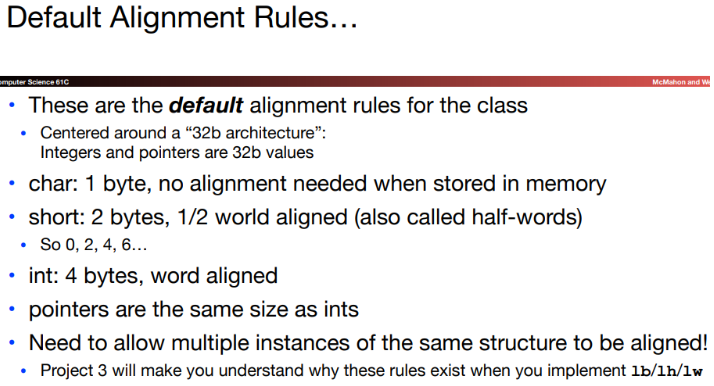 Default Alignment Rules…
omputer Science 61C
McMahon and We
• These are the default alignment rules for the class
• Centered around a “32b architecture”:
Integers and pointers are 32b values
• char: 1 byte, no alignment needed when stored in memory
• short: 2 bytes, 1/2 world aligned (also called half-words)
• So 0, 2, 4, 6…
• int: 4 bytes, word aligned
• pointers are the same size as ints
• Need to allow multiple instances of the same structure to be aligned!
• Project 3 will make you understand why these rules exist when you implement lb/lh/lw